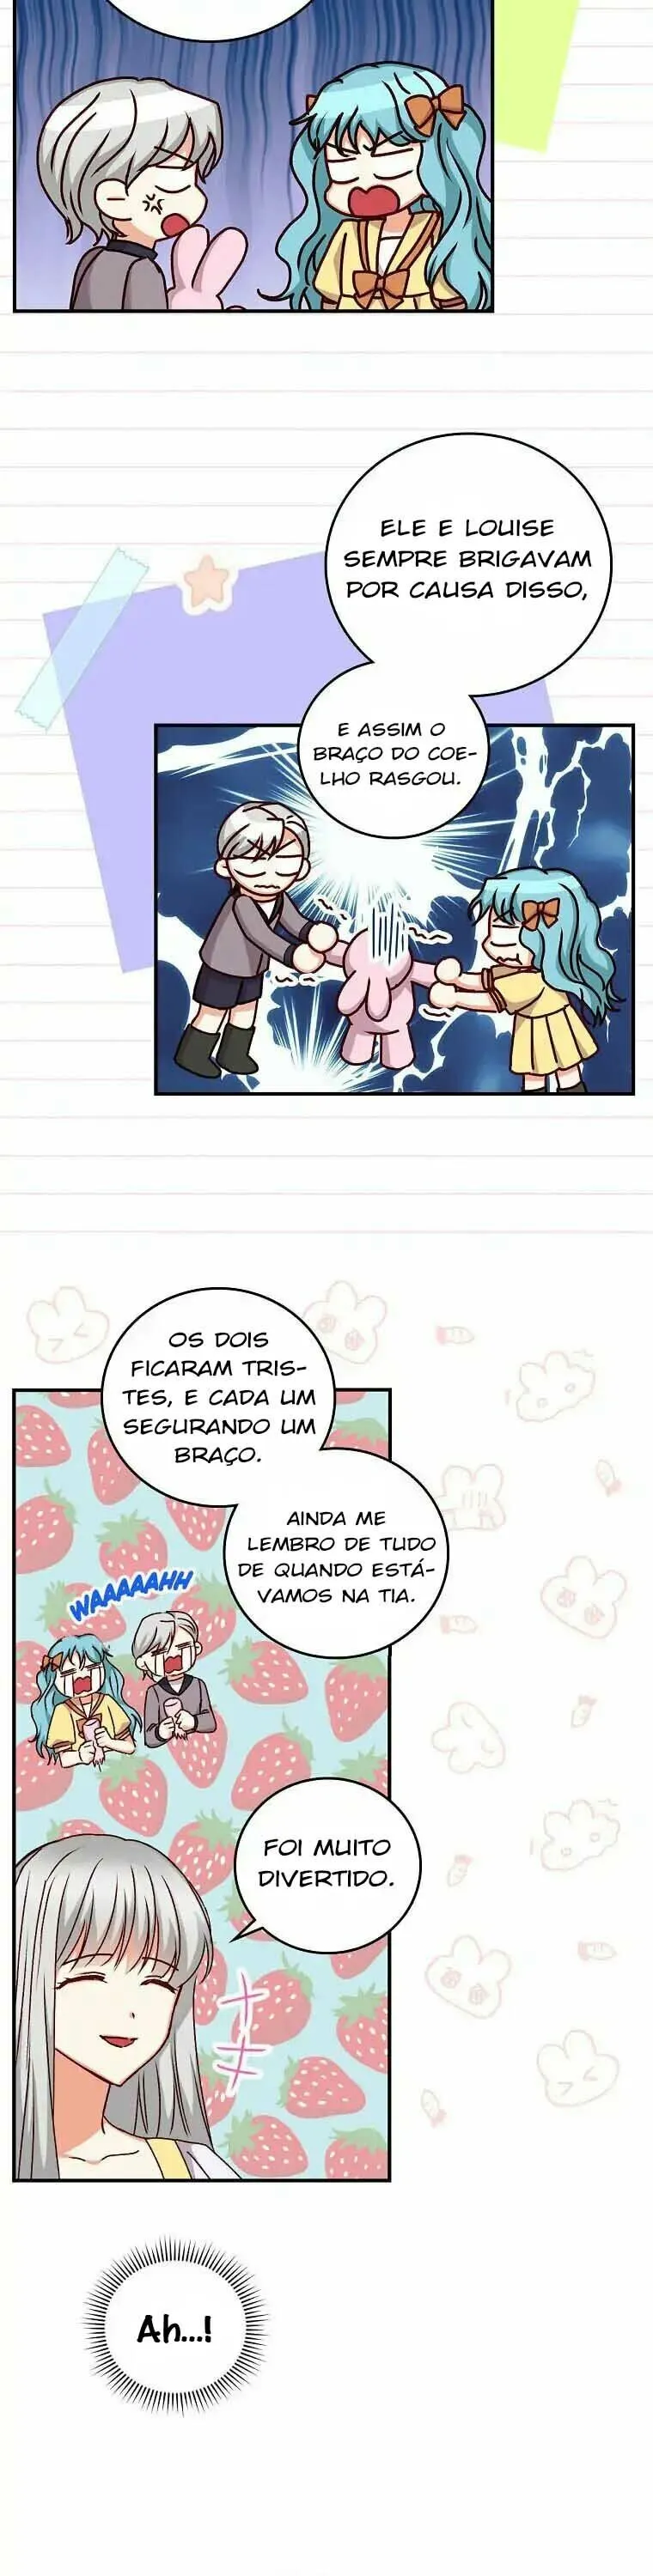 ELE E LOUISE
SEMPRE BRIGAVAM
POR CAUSA DISSO,
E ASSIM O
BRAÇO DO COE-
LHO RASGOU.
OS DOIS
FICARAM TRIS-
TES, E CADA UM
SEGURANDO UM
BRAÇO.
AINDA ME
LEMBRO DE TUDO
DE QUANDO ESTÁ-
VAMOS NA TIA.
WAAAAAHH
FOI MUITO
DIVERTIDO.
Ah...!